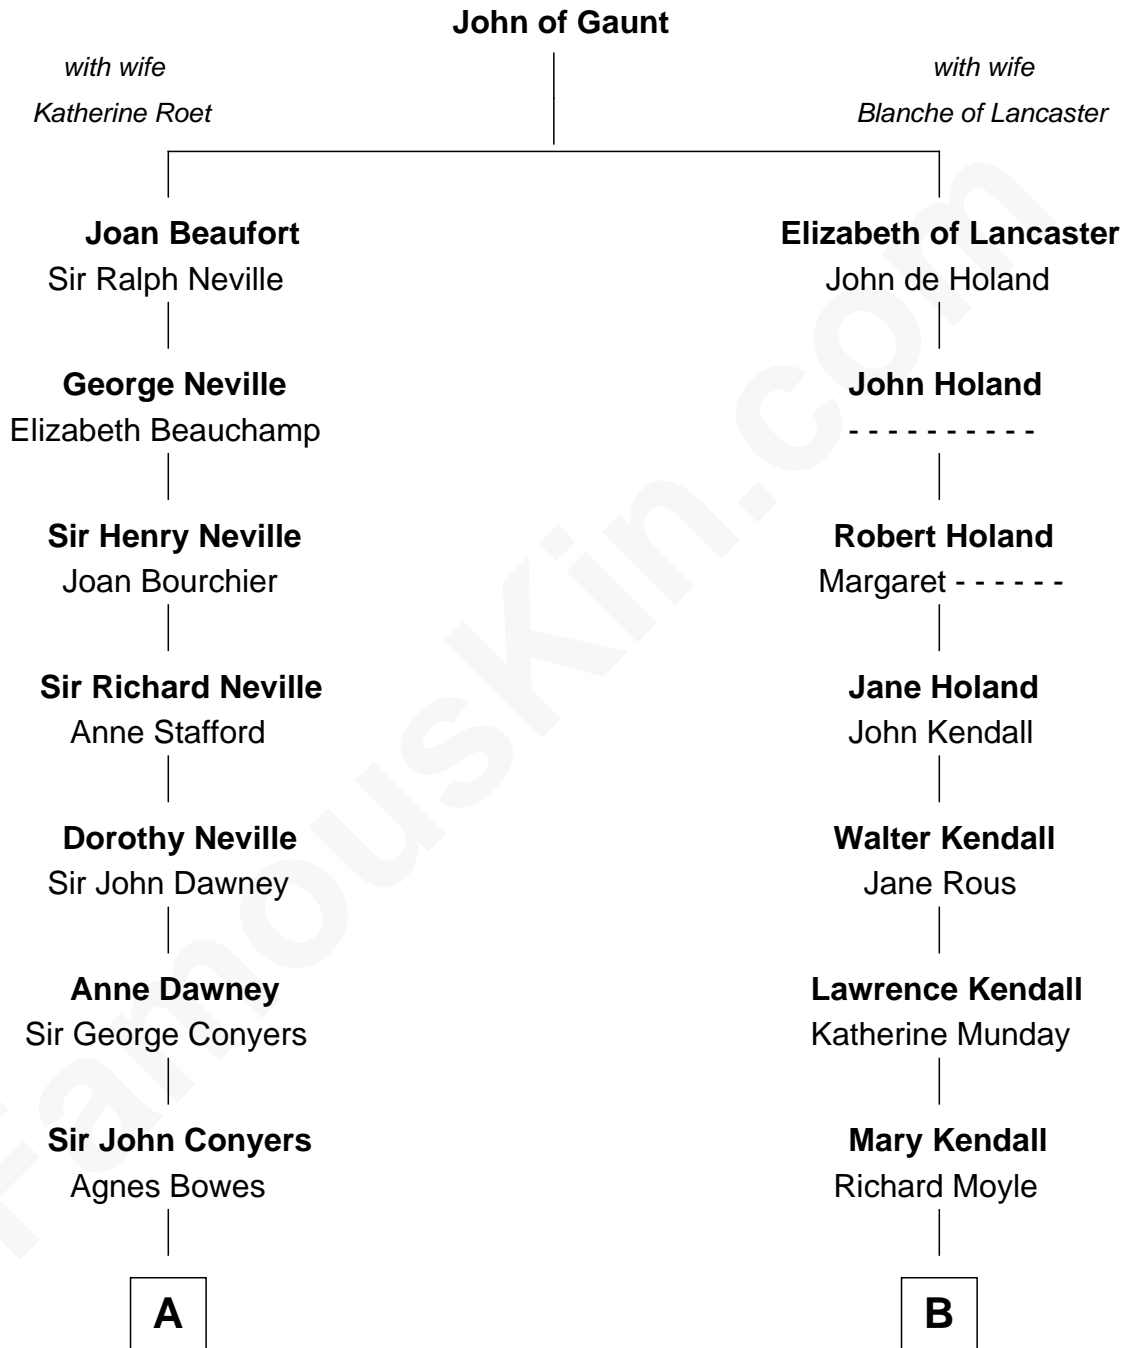 John of Gaunt
with wife
Katherine Roet
with wife
Blanche of Lancaster
Joan Beaufort
Sir Ralph Neville
Elizabeth of Lancaster
John de Holand
George Neville
Elizabeth Beauchamp
John Holand
- - - - - - - - - -
Sir Henry Neville
Joan Bourchier
Robert Holand
Margaret - - - - - -
Sir Richard Neville
Anne Stafford
Jane Holand
John Kendall
Dorothy Neville
Sir John Dawney
Walter Kendall
Jane Rous
Anne Dawney
Sir George Conyers
Lawrence Kendall
Katherine Munday
Sir John Conyers
Agnes Bowes
Mary Kendall
Richard Moyle
A
B
FamousKin.com